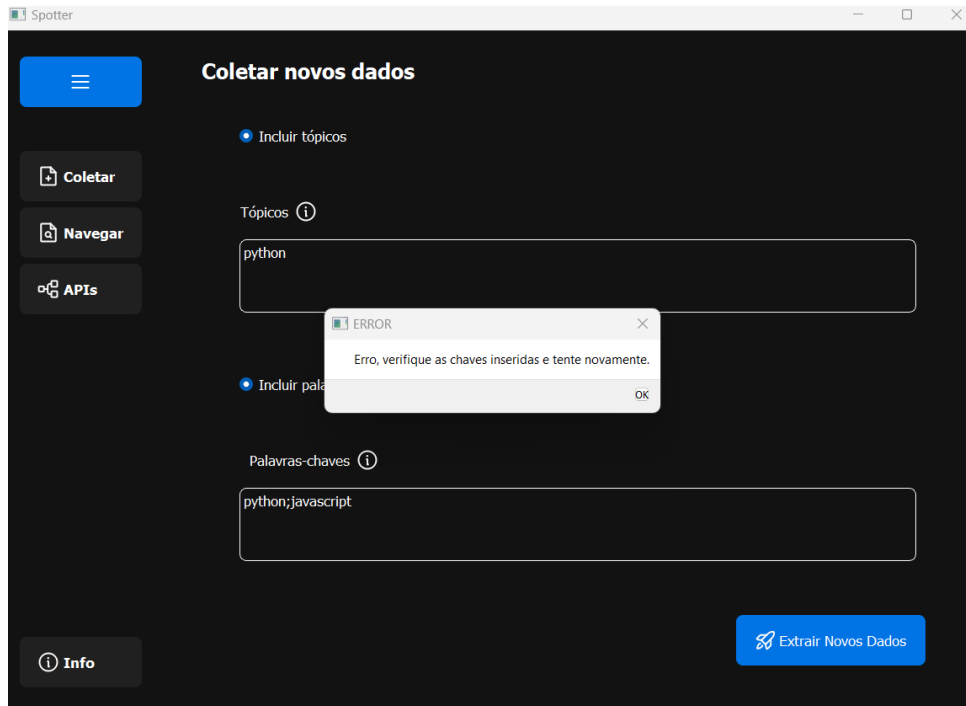 Spotter
Coletar novos dados
Incluir tópicos
Coletar
Tópicos
Navegar
python
APIs
ERROR
Erro, verifique as chaves inseridas e tente novamente.
OK
Incluir
Palavras-chaves
python;javascript
Extrair Novos Dados
Info